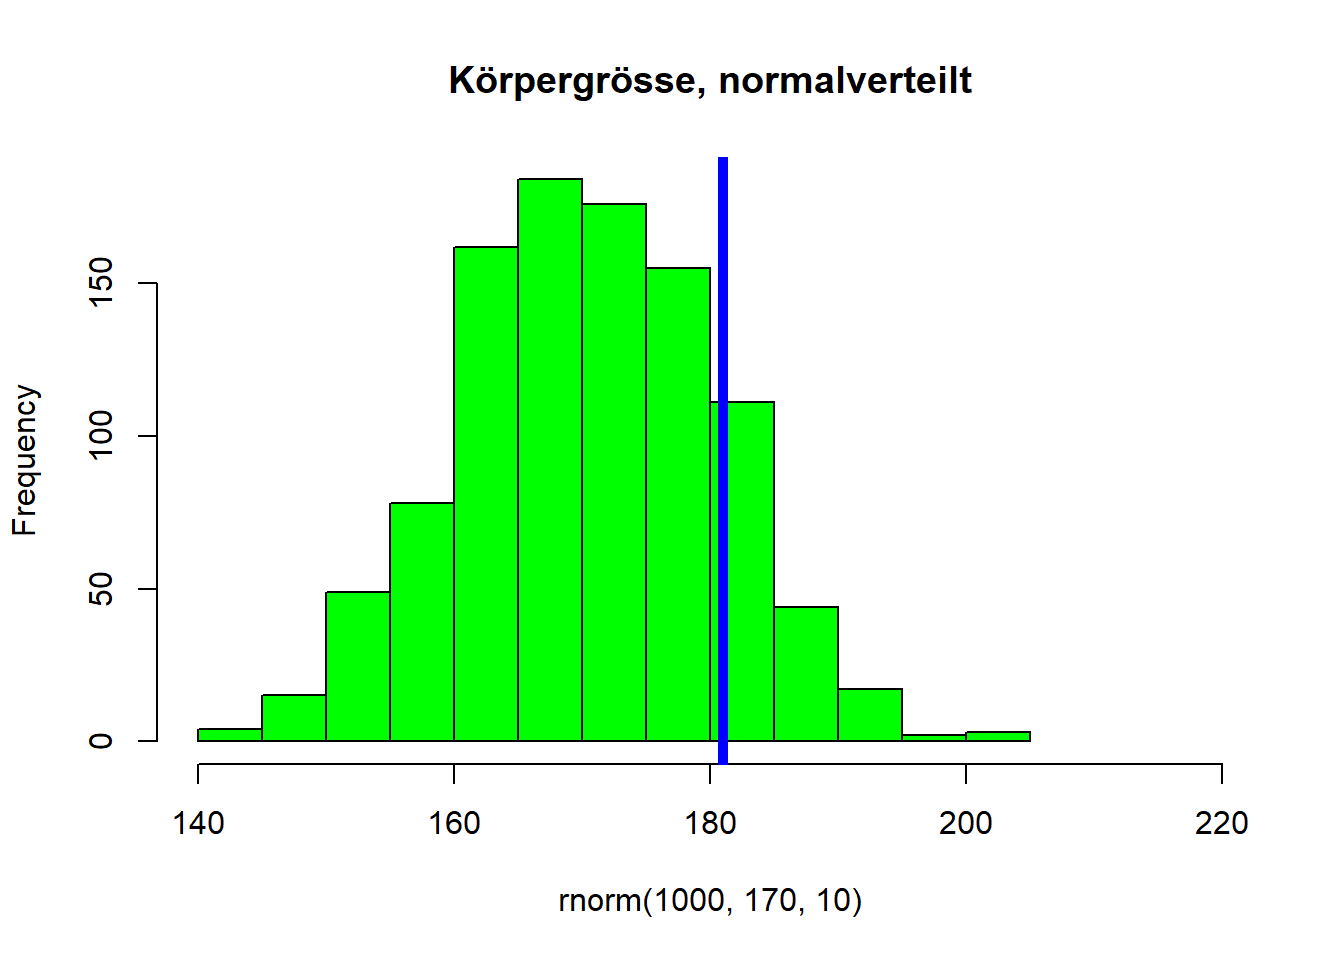 Körpergrösse, normalverteilt
Frequency
150
100
50
0
140 160 180 200 220
rnorm(1000, 170, 10)